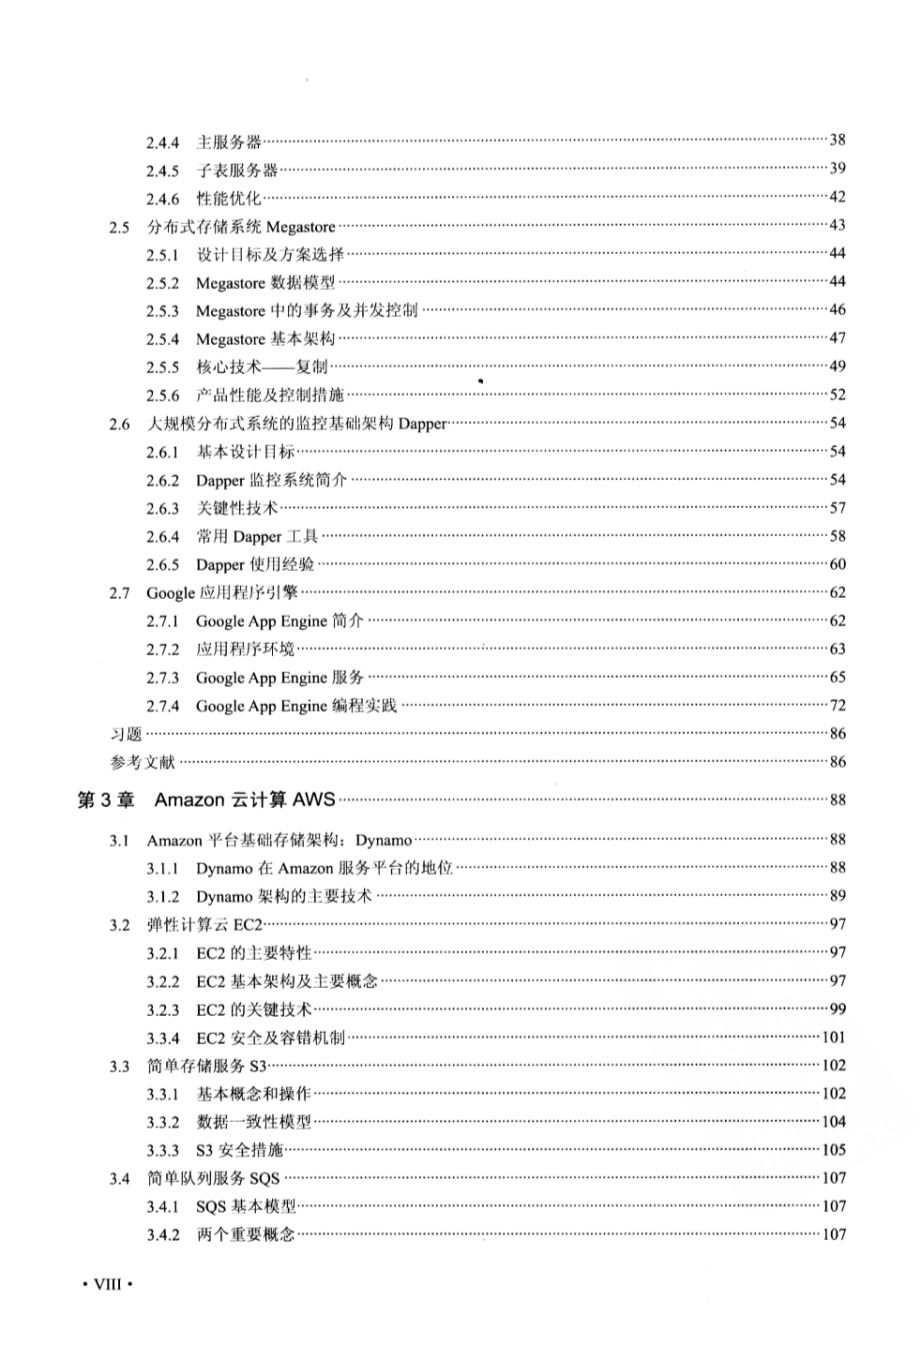 2.4.4 主服务器 38
2.4.5 子表服务器 39
2.4.6 性能优化 42
2.5 分布式存储系统 Megastore 43
2.5.1 设计目标及方案选择 44
2.5.2 Megastore 数据模型 44
2.5.3 Megastore 中的事务及并发控制 46
2.5.4 Megastore 基本架构 47
2.5.5 核心技术——复制 49
2.5.6 产品性能及控制措施 52
2.6 大规模分布式系统的监控基础架构 Dapper 54
2.6.1 基本设计目标 54
2.6.2 Dapper 监控系统简介 54
2.6.3 关键性技术 57
2.6.4 常用 Dapper 工具 58
2.6.5 Dapper 使用经验 60
2.7 Google 应用程序引擎 62
2.7.1 Google App Engine 简介 62
2.7.2 应用程序环境 63
2.7.3 Google App Engine 服务 65
2.7.4 Google App Engine 编程实践 72
习题 86
参考文献 86
第 3 章 Amazon 云计算 AWS 88
3.1 Amazon 平台基础存储架构：Dynamo 88
3.1.1 Dynamo 在 Amazon 服务平台的地位 88
3.1.2 Dynamo 架构的主要技术 89
3.2 弹性计算云 EC2 97
3.2.1 EC2 的主要特性 97
3.2.2 EC2 基本架构及主要概念 97
3.2.3 EC2 的关键技术 99
3.3.4 EC2 安全及容错机制 101
3.3 简单存储服务 S3 102
3.3.1 基本概念和操作 102
3.3.2 数据一致性模型 104
3.3.3 S3 安全措施 105
3.4 简单队列服务 SQS 107
3.4.1 SQS 基本模型 107
3.4.2 两个重要概念 107
• VIII •